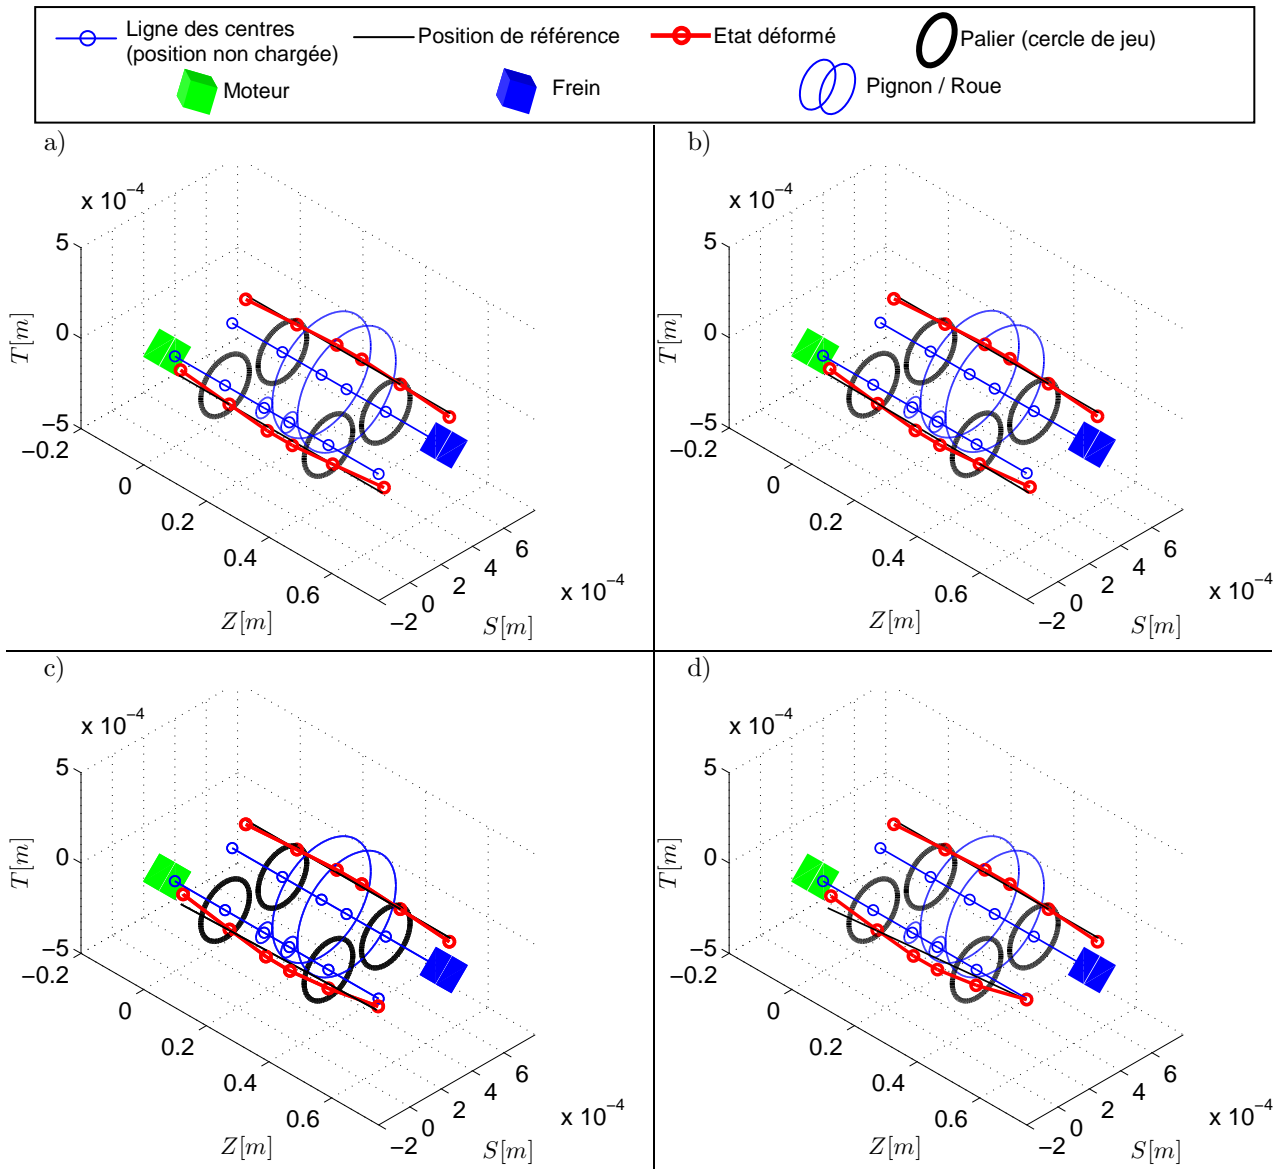 Ligne des centres
(position non chargée)
Position de référence
Etat déformé
Palier (cercle de jeu)
Moteur
Frein
Pignon / Roue
a)
x 10⁻⁴
5
0
−5
T[m]
−0.2
0
0.2
0.4
0.6
Z[m]
−2
0
2
4
6
x 10⁻⁴
S[m]
b)
x 10⁻⁴
5
0
−5
T[m]
−0.2
0
0.2
0.4
0.6
Z[m]
−2
0
2
4
6
x 10⁻⁴
S[m]
c)
x 10⁻⁴
5
0
−5
T[m]
−0.2
0
0.2
0.4
0.6
Z[m]
−2
0
2
4
6
x 10⁻⁴
S[m]
d)
x 10⁻⁴
5
0
−5
T[m]
−0.2
0
0.2
0.4
0.6
Z[m]
−2
0
2
4
6
x 10⁻⁴
S[m]